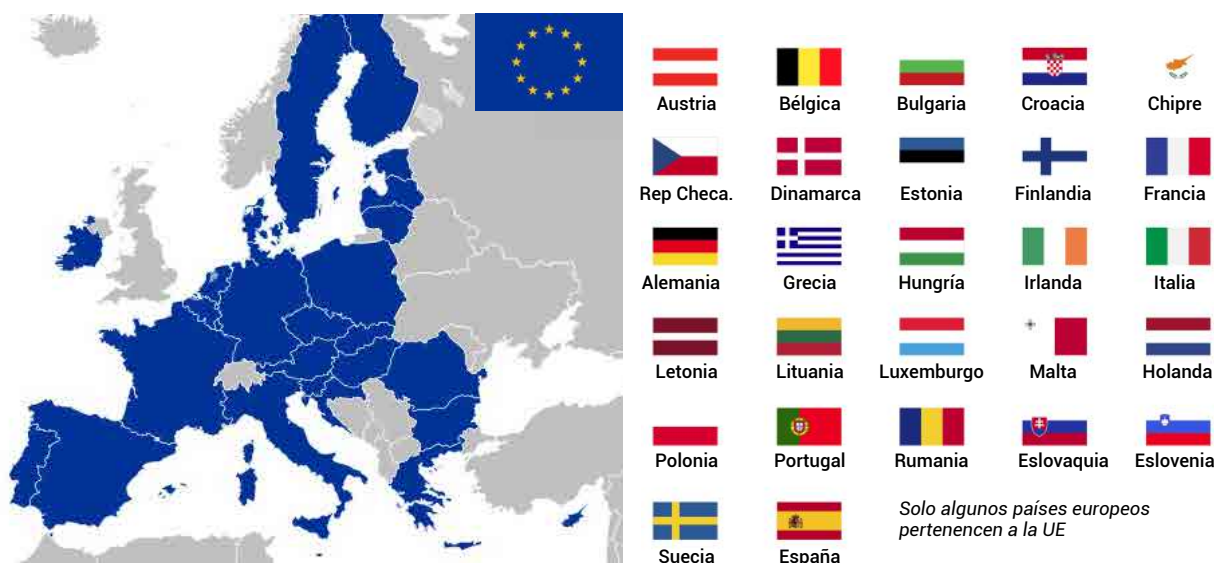 Austria
Bélgica
Bulgaria
Croacia
Chipre
Rep Checa.
Dinamarca
Estonia
Finlandia
Francia
Alemania
Grecia
Hungría
Irlanda
Italia
Letonia
Lituania
Luxemburgo
Malta
Holanda
Polonia
Portugal
Rumania
Eslovaquia
Eslovenia
Suecia
España
Solo algunos países europeos
pertenencen a la UE